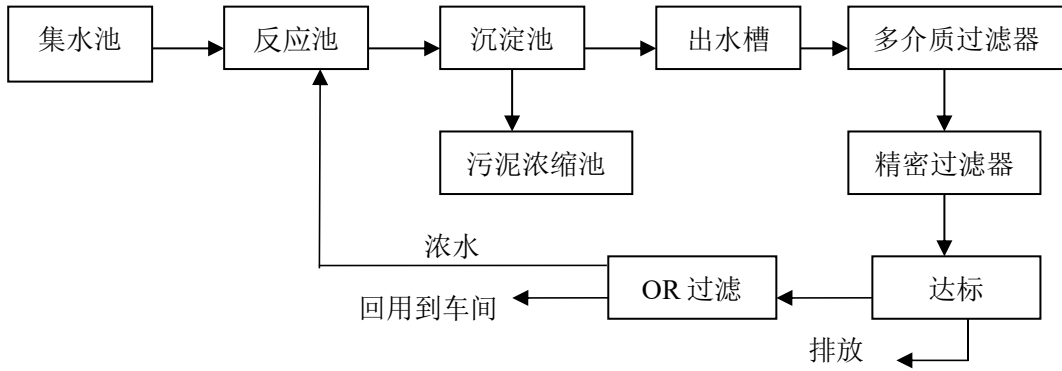 集水池
反应池
沉淀池
出水槽
多介质过滤器
污泥浓缩池
精密过滤器
浓水
OR 过滤
达标
回用到车间
排放